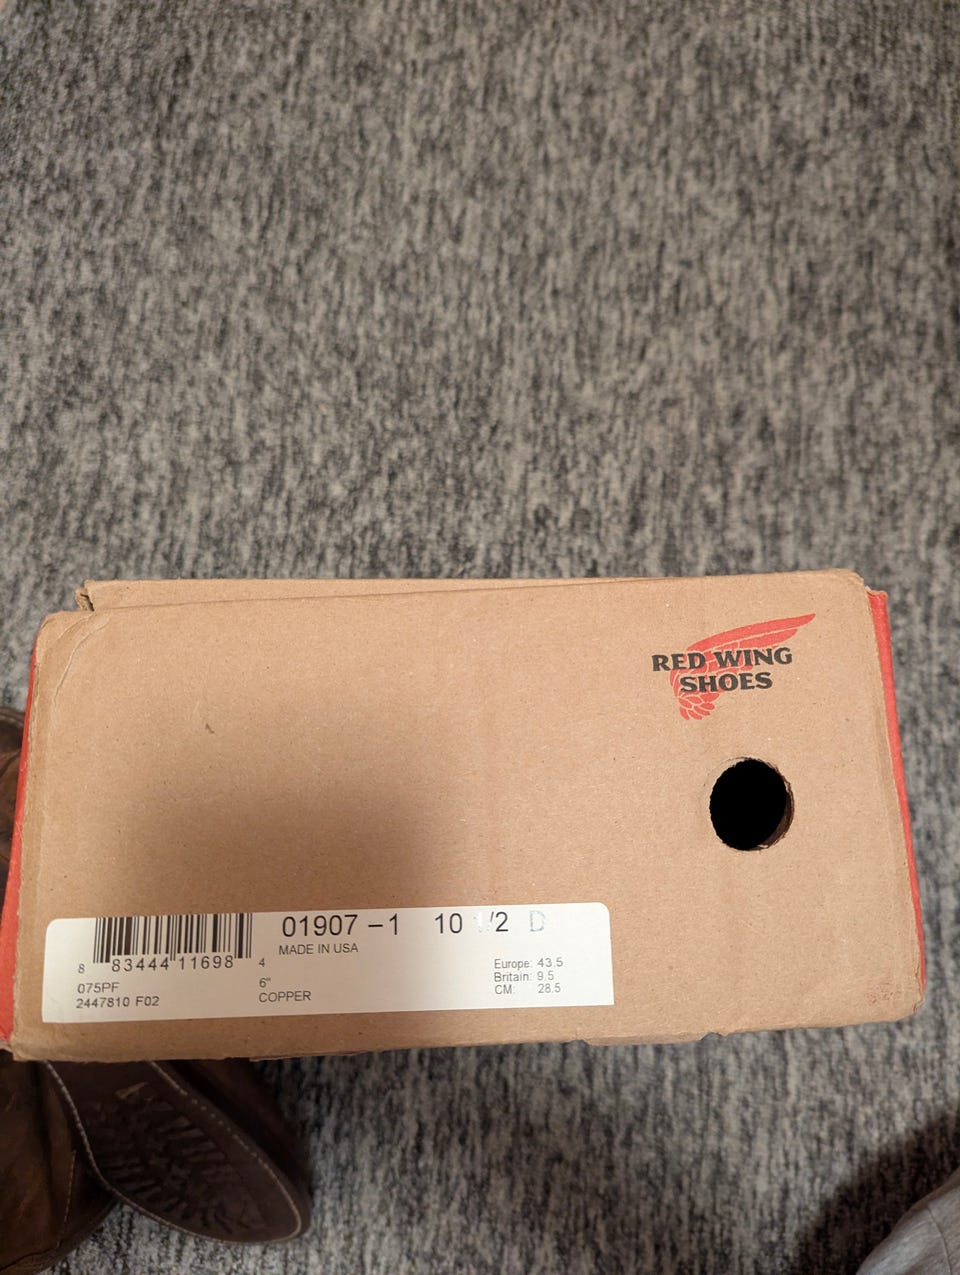 RED WING
SHOES
01907 –1 10 1/2 D
MADE IN USA
8 83444 11698 4
075PF
2447810 F02
6"
COPPER
Europe: 43.5
Britain: 9.5
CM: 28.5